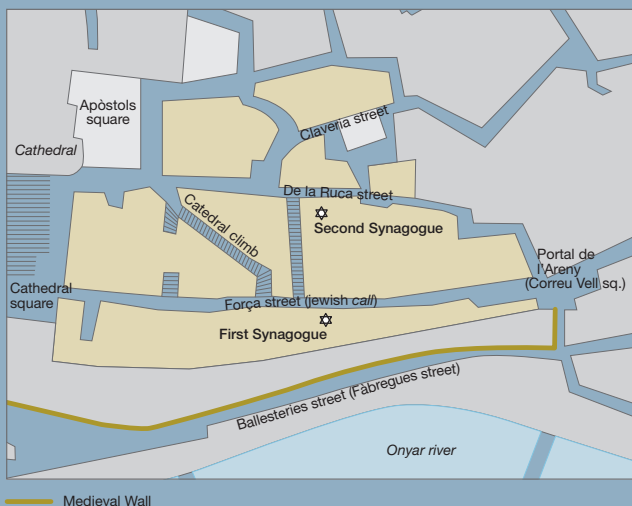 Apòstols
square
Cathedral
Claveria street
De la Ruca street
Catedral climb
Second Synagogue
Portal de
l'Areny
(Correu Vell sq.)
Cathedral
square
Força street (jewish call)
First Synagogue
Ballesteries street (Fàbregues street)
Onyar river
Medieval Wall